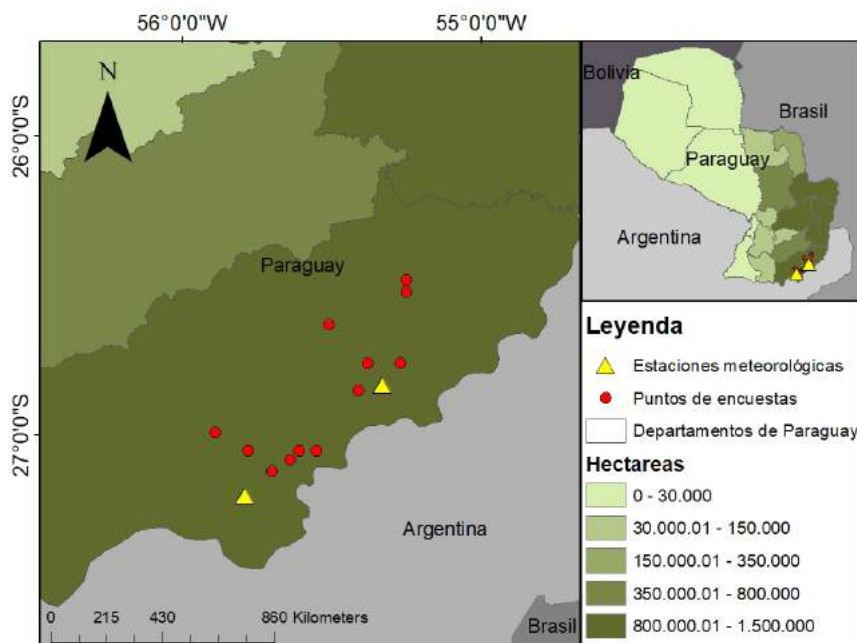 56°0'0"W
55°0'0"W
26°0'0"S
27°0'0"S
N
Paraguay
Argentina
Brasil
0 215 430 860 Kilometers
Bolivia
Brasil
Paraguay
Argentina
Leyenda
Estaciones meteorológicas
Puntos de encuestas
Departamentos de Paraguay
Hectareas
0 - 30.000
30.000.01 - 150.000
150.000.01 - 350.000
350.000.01 - 800.000
800.000.01 - 1.500.000